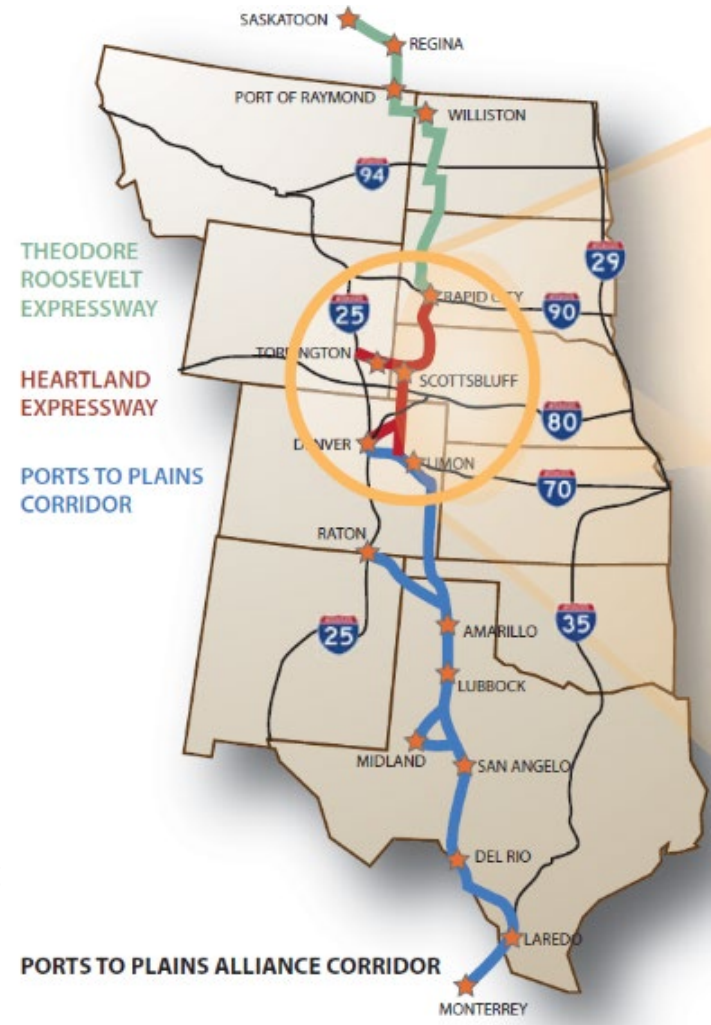 SASKATOON
REGINA
PORT OF RAYMOND
WILLISTON
94
THEODORE
ROOSEVELT
EXPRESSWAY
29
RAPID CITY
25
90
TORRINGTON
HEARTLAND
EXPRESSWAY
SCOTTSBLUFF
80
DENVER
LIMON
PORTS TO PLAINS
CORRIDOR
70
RATON
25
AMARILLO
35
LUBBOCK
MIDLAND
SAN ANGELO
DEL RIO
LAREDO
PORTS TO PLAINS ALLIANCE CORRIDOR
MONTERREY